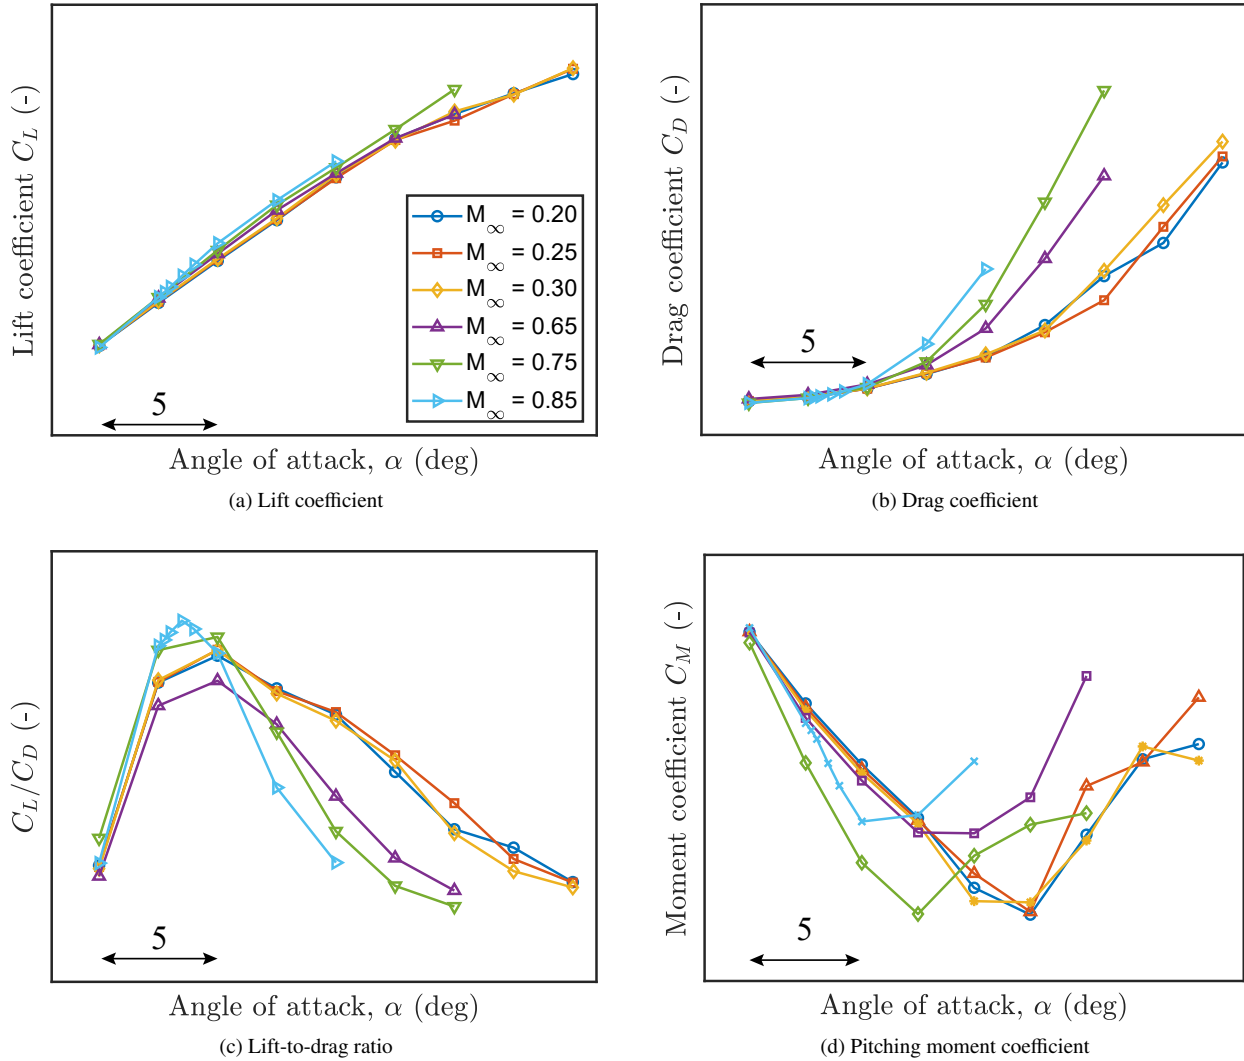 Lift coefficient C_L (-)
M_∞ = 0.20
M_∞ = 0.25
M_∞ = 0.30
M_∞ = 0.65
M_∞ = 0.75
M_∞ = 0.85
5
Angle of attack, α (deg)
(a) Lift coefficient
Drag coefficient C_D (-)
5
Angle of attack, α (deg)
(b) Drag coefficient
C_L/C_D (-)
5
Angle of attack, α (deg)
(c) Lift-to-drag ratio
Moment coefficient C_M (-)
5
Angle of attack, α (deg)
(d) Pitching moment coefficient